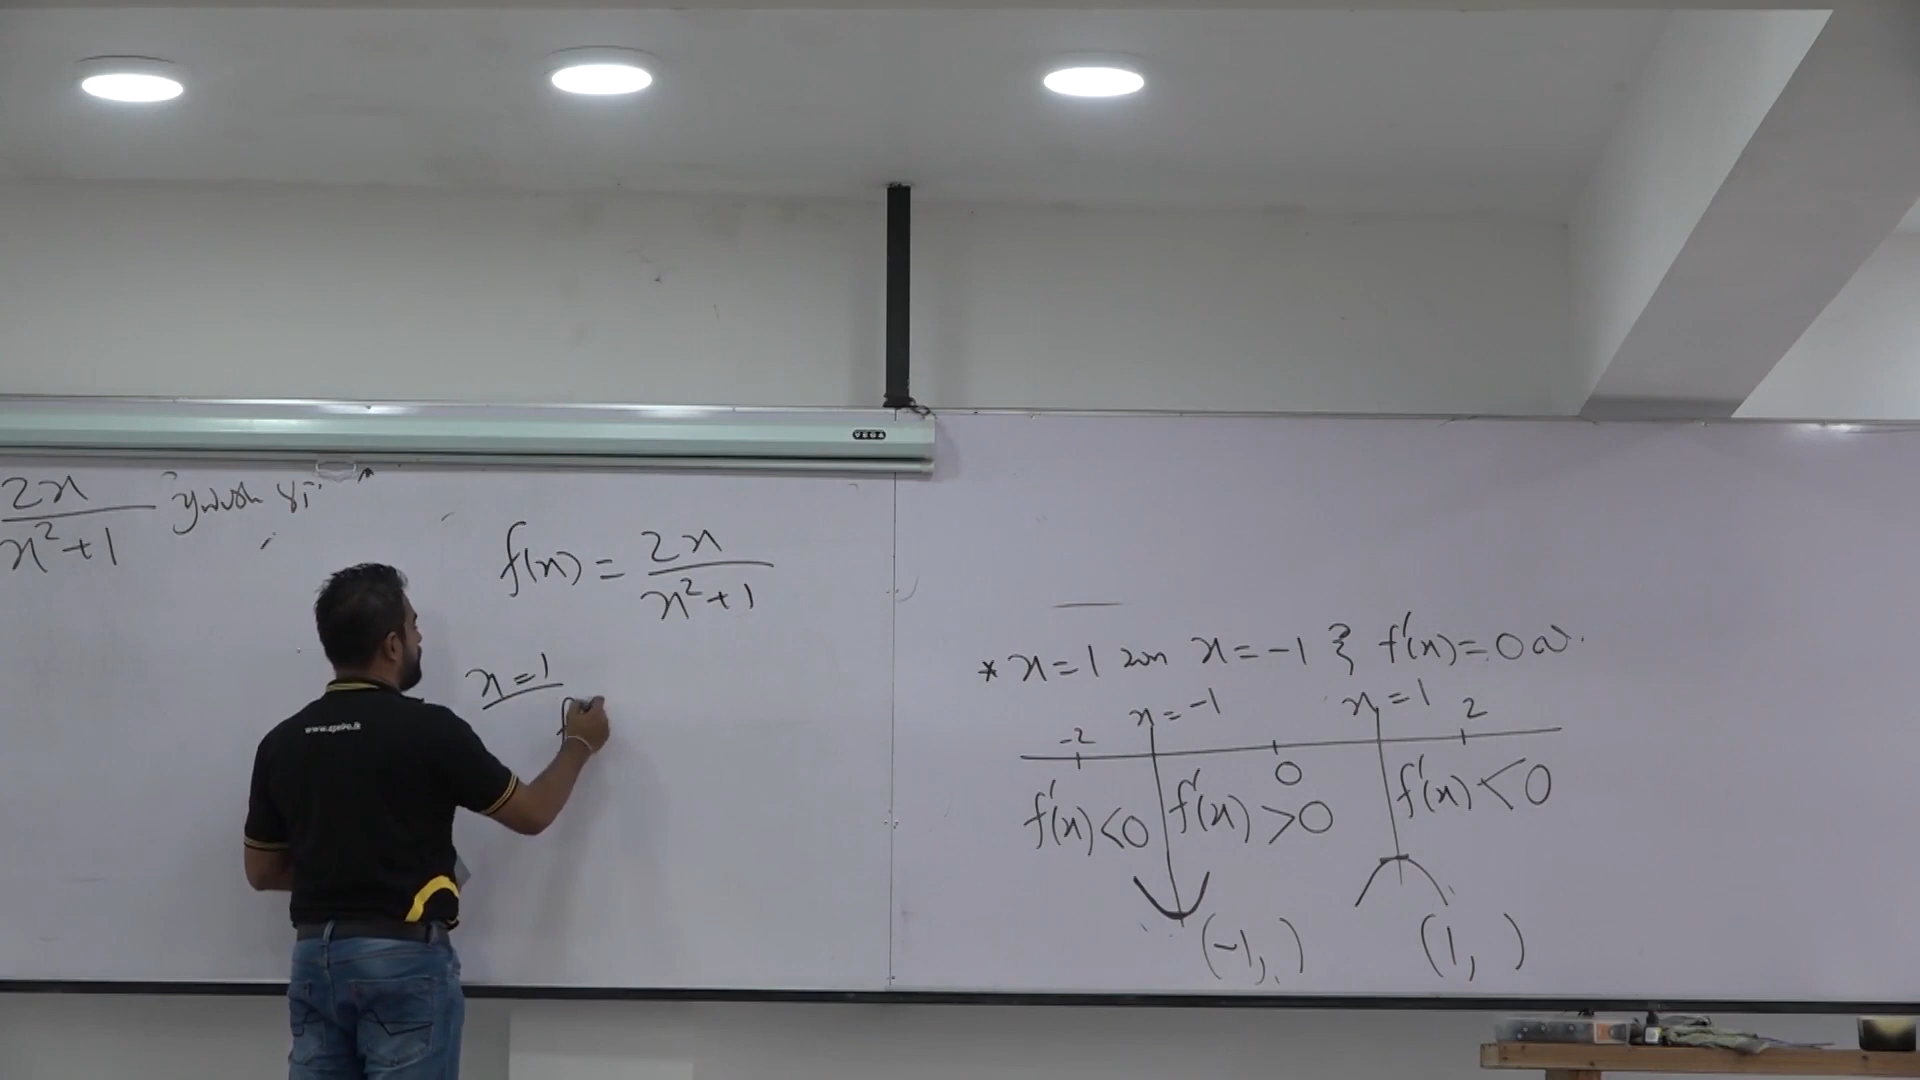 VEGA
2x
x²+1
f(x) = 2x
x²+1
x=1
f
* x=1 x=-1 f'(x)=0
-2 x=-1 x=1 2
0
f'(x)<0 f'(x)>0 f'(x)<0
(-1, ) (1, )